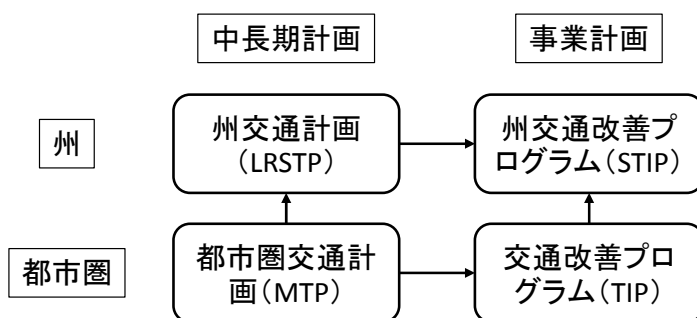 中長期計画
事業計画
州
州交通計画
（LRSTP）
州交通改善プ
ログラム（STIP）
都市圏
都市圏交通計
画（MTP）
交通改善プロ
グラム（TIP）